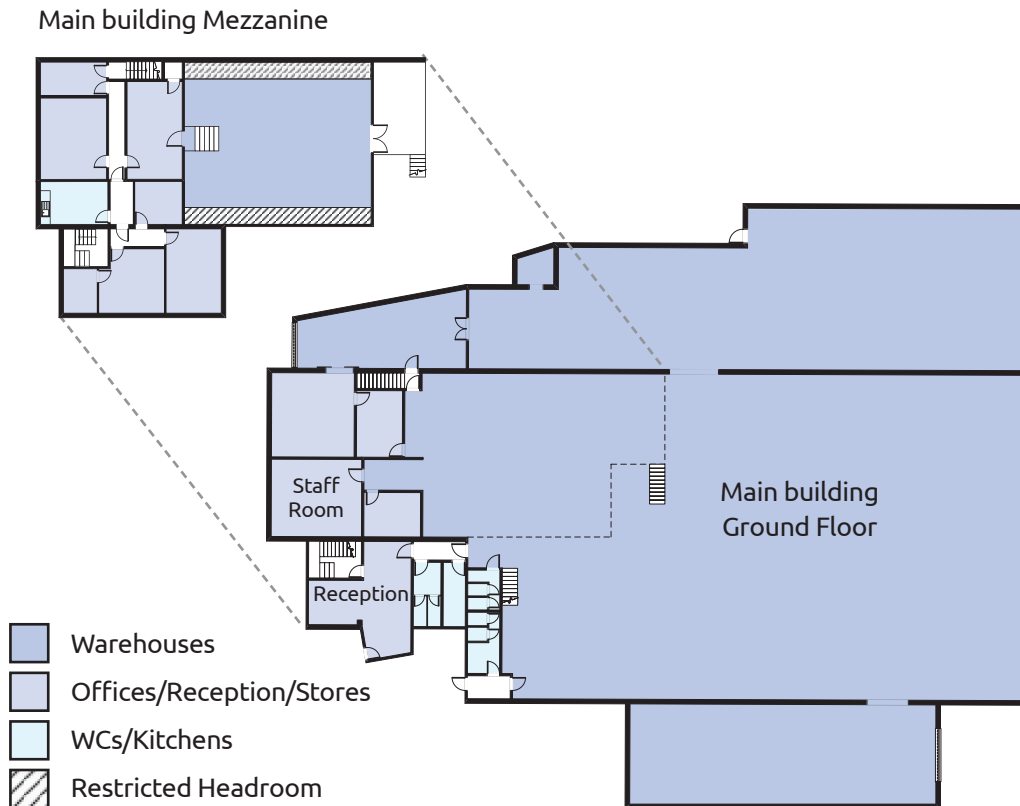 Main building Mezzanine
Staff
Room
Main building
Ground Floor
Reception
Warehouses
Offices/Reception/Stores
WCs/Kitchens
Restricted Headroom